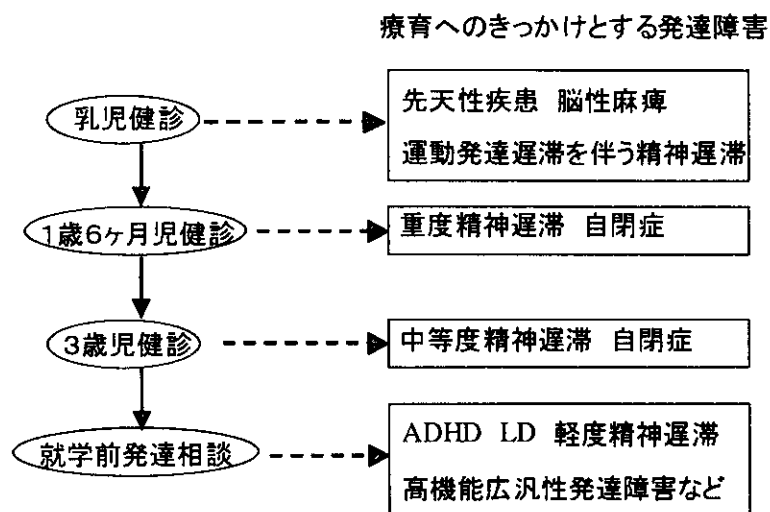 療育へのきっかけとする発達障害
乳児健診
先天性疾患 脳性麻痺
運動発達遅滞を伴う精神遅滞
1歳6ヶ月児健診
重度精神遅滞 自閉症
3歳児健診
中等度精神遅滞 自閉症
就学前発達相談
ADHD LD 軽度精神遅滞
高機能広汎性発達障害など